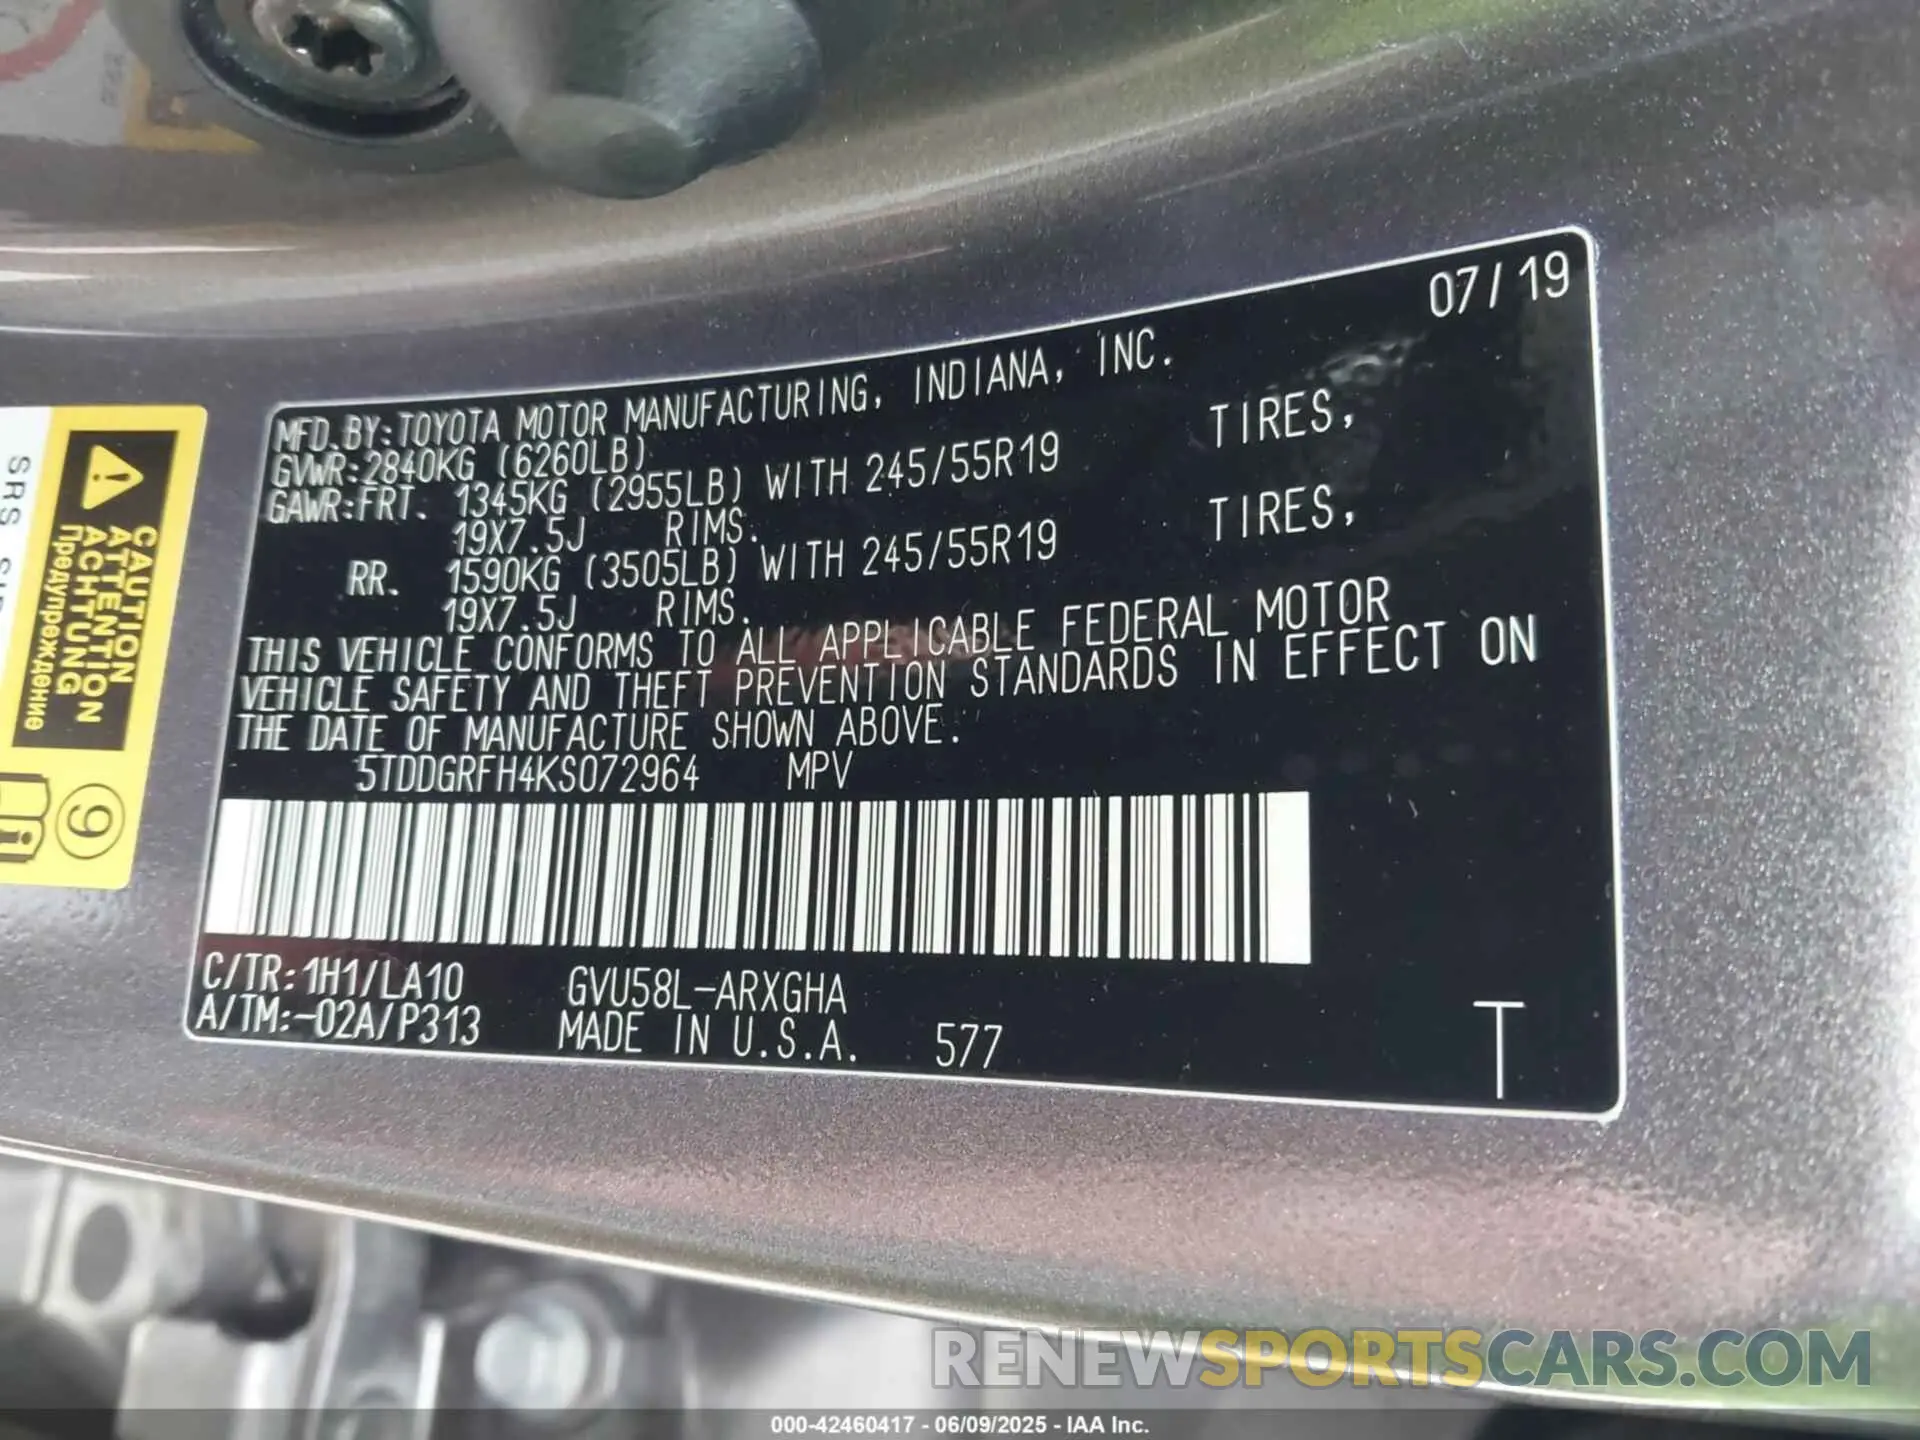 07/19
MFD.BY:TOYOTA MOTOR MANUFACTURING, INDIANA, INC.
GVWR:2840KG (6260LB)
GAWR:FRT. 1345KG (2955LB) WITH 245/55R19 TIRES,
19X7.5J RIMS.
RR. 1590KG (3505LB) WITH 245/55R19 TIRES,
19X7.5J RIMS.
THIS VEHICLE CONFORMS TO ALL APPLICABLE FEDERAL MOTOR
VEHICLE SAFETY AND THEFT PREVENTION STANDARDS IN EFFECT ON
THE DATE OF MANUFACTURE SHOWN ABOVE.
5TDDGRFH4KS072964 MPV
C/TR:1H1/LA10 GVU58L-ARXGHA
A/TM:-02A/P313 MADE IN U.S.A. 577
T
CAUTION
ATTENTION
ACHTUNG
Предупреждение
SRS
9
RENEWSPORTSCARS.COM
000-42460417 - 06/09/2025 - IAA Inc.